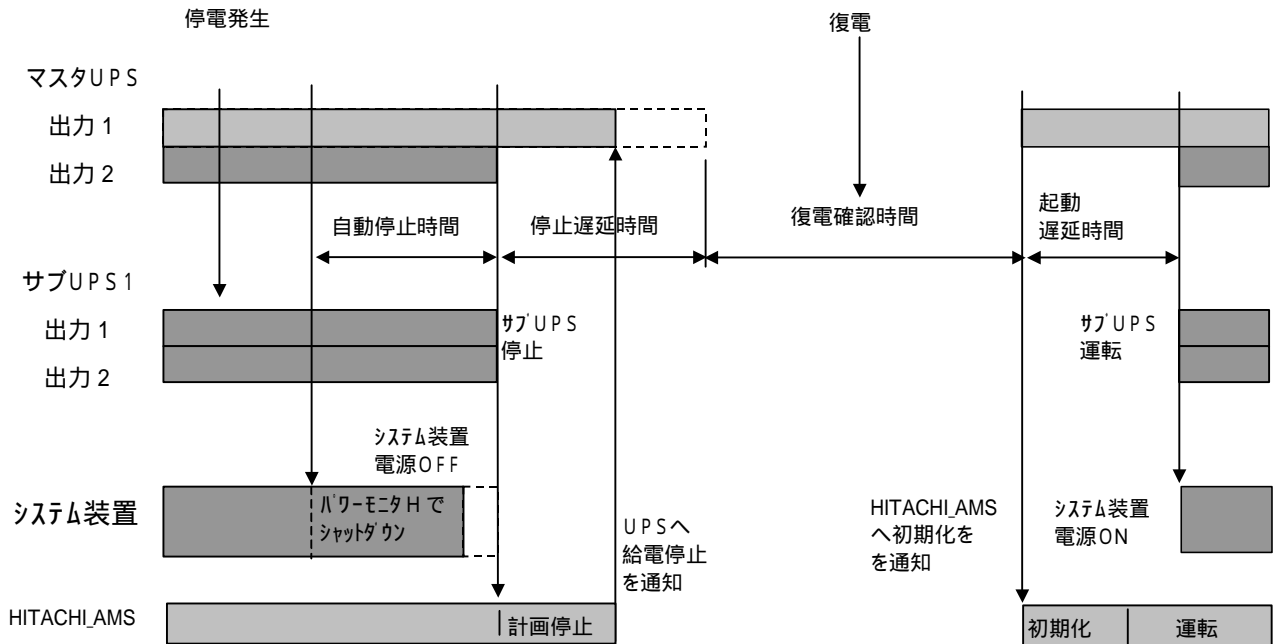 停電発生
復電
マスタUPS
出力1
出力2
自動停止時間
停止遅延時間
復電確認時間
起動
遅延時間
サブUPS1
出力1
出力2
ｻﾌﾞUPS
停止
ｻﾌﾞUPS
運転
ｼｽﾃﾑ装置
電源OFF
ｼｽﾃﾑ装置
ﾊﾟﾜｰﾓﾆﾀHで
ｼｬｯﾄﾀﾞｳﾝ
UPSへ
給電停止
を通知
HITACHI_AMS
へ初期化を
を通知
ｼｽﾃﾑ装置
電源ON
HITACHI_AMS
計画停止
初期化
運転